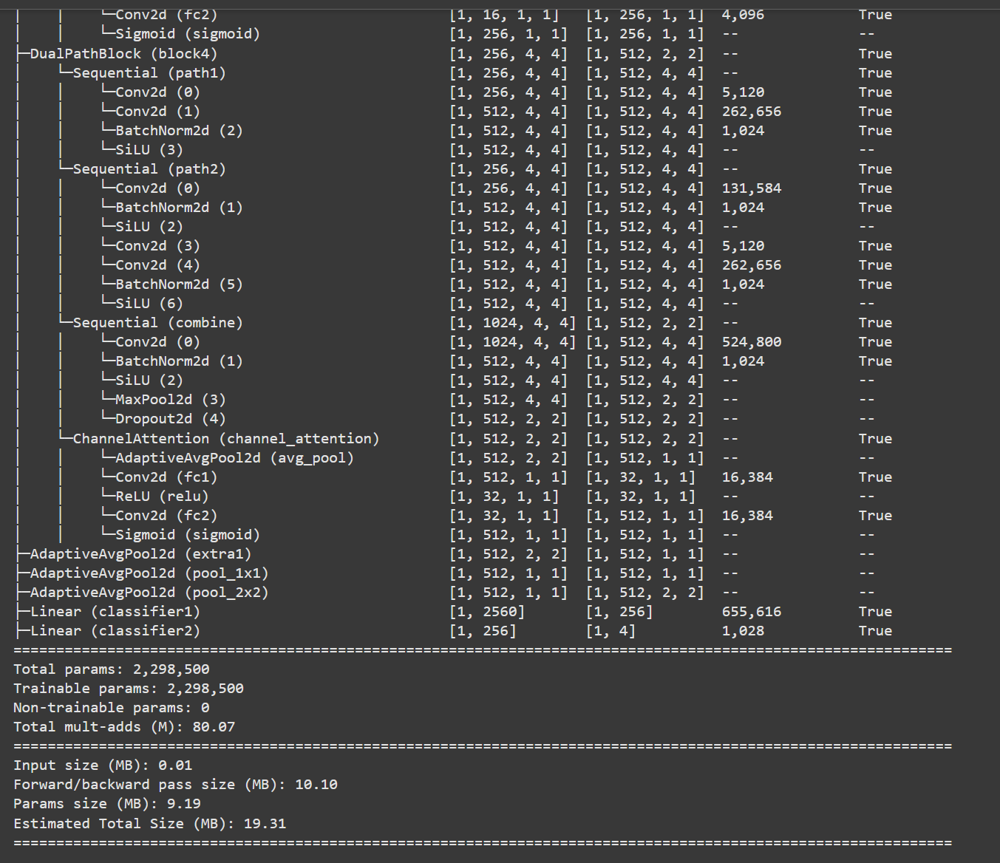 │    │    └─Conv2d (fc2)    [1, 16, 1, 1]    [1, 256, 1, 1]    4,096    True
│    │    └─Sigmoid (sigmoid)    [1, 256, 1, 1]    [1, 256, 1, 1]    --    --
├─DualPathBlock (block4)    [1, 256, 4, 4]    [1, 512, 2, 2]    --    True
│    └─Sequential (path1)    [1, 256, 4, 4]    [1, 512, 4, 4]    --    True
│    │    └─Conv2d (0)    [1, 256, 4, 4]    [1, 512, 4, 4]    5,120    True
│    │    └─Conv2d (1)    [1, 512, 4, 4]    [1, 512, 4, 4]    262,656    True
│    │    └─BatchNorm2d (2)    [1, 512, 4, 4]    [1, 512, 4, 4]    1,024    True
│    │    └─SiLU (3)    [1, 512, 4, 4]    [1, 512, 4, 4]    --    --
│    └─Sequential (path2)    [1, 256, 4, 4]    [1, 512, 4, 4]    --    True
│    │    └─Conv2d (0)    [1, 256, 4, 4]    [1, 512, 4, 4]    131,584    True
│    │    └─BatchNorm2d (1)    [1, 512, 4, 4]    [1, 512, 4, 4]    1,024    True
│    │    └─SiLU (2)    [1, 512, 4, 4]    [1, 512, 4, 4]    --    --
│    │    └─Conv2d (3)    [1, 512, 4, 4]    [1, 512, 4, 4]    5,120    True
│    │    └─Conv2d (4)    [1, 512, 4, 4]    [1, 512, 4, 4]    262,656    True
│    │    └─BatchNorm2d (5)    [1, 512, 4, 4]    [1, 512, 4, 4]    1,024    True
│    │    └─SiLU (6)    [1, 512, 4, 4]    [1, 512, 4, 4]    --    --
│    └─Sequential (combine)    [1, 1024, 4, 4]    [1, 512, 2, 2]    --    True
│    │    └─Conv2d (0)    [1, 1024, 4, 4]    [1, 512, 4, 4]    524,800    True
│    │    └─BatchNorm2d (1)    [1, 512, 4, 4]    [1, 512, 4, 4]    1,024    True
│    │    └─SiLU (2)    [1, 512, 4, 4]    [1, 512, 4, 4]    --    --
│    │    └─MaxPool2d (3)    [1, 512, 4, 4]    [1, 512, 2, 2]    --    --
│    │    └─Dropout2d (4)    [1, 512, 2, 2]    [1, 512, 2, 2]    --    --
│    └─ChannelAttention (channel_attention)    [1, 512, 2, 2]    [1, 512, 2, 2]    --    True
│    │    └─AdaptiveAvgPool2d (avg_pool)    [1, 512, 2, 2]    [1, 512, 1, 1]    --    --
│    │    └─Conv2d (fc1)    [1, 512, 1, 1]    [1, 32, 1, 1]    16,384    True
│    │    └─ReLU (relu)    [1, 32, 1, 1]    [1, 32, 1, 1]    --    --
│    │    └─Conv2d (fc2)    [1, 32, 1, 1]    [1, 512, 1, 1]    16,384    True
│    │    └─Sigmoid (sigmoid)    [1, 512, 1, 1]    [1, 512, 1, 1]    --    --
├─AdaptiveAvgPool2d (extra1)    [1, 512, 2, 2]    [1, 512, 1, 1]    --    --
├─AdaptiveAvgPool2d (pool_1x1)    [1, 512, 1, 1]    [1, 512, 1, 1]    --    --
├─AdaptiveAvgPool2d (pool_2x2)    [1, 512, 1, 1]    [1, 512, 2, 2]    --    --
├─Linear (classifier1)    [1, 2560]    [1, 256]    655,616    True
├─Linear (classifier2)    [1, 256]    [1, 4]    1,028    True
==============================================================================================================
Total params: 2,298,500
Trainable params: 2,298,500
Non-trainable params: 0
Total mult-adds (M): 80.07
==============================================================================================================
Input size (MB): 0.01
Forward/backward pass size (MB): 10.10
Params size (MB): 9.19
Estimated Total Size (MB): 19.31
==============================================================================================================